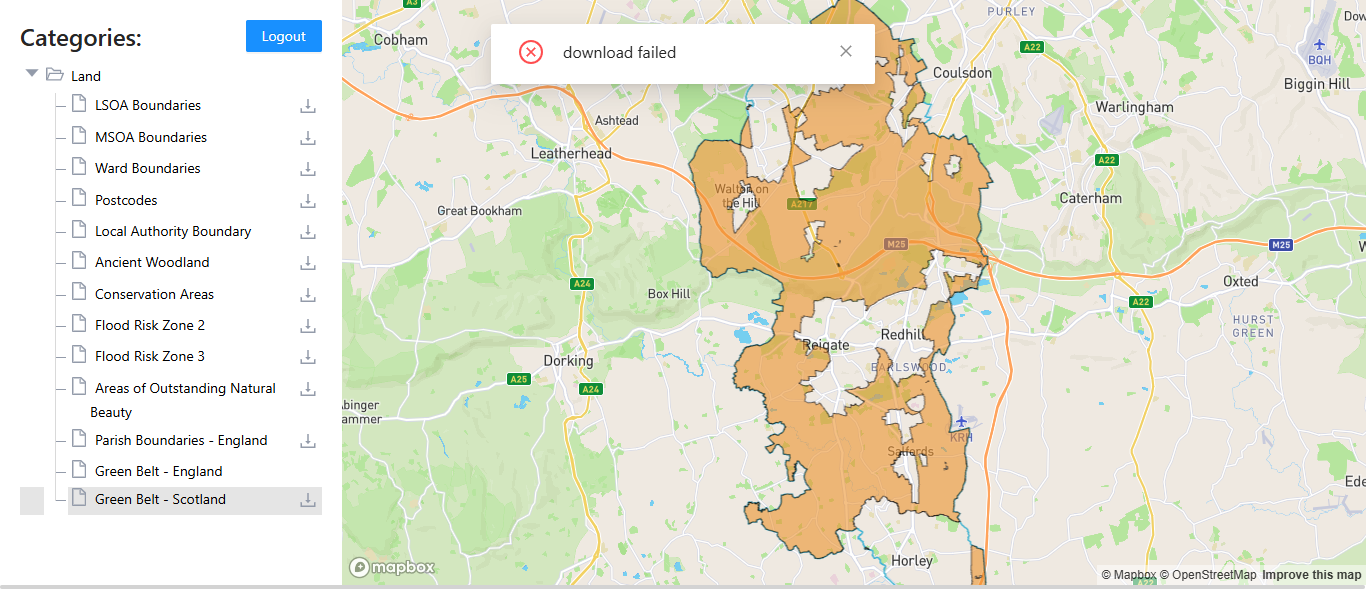 Categories:
Logout
Land
LSOA Boundaries
MSOA Boundaries
Ward Boundaries
Postcodes
Local Authority Boundary
Ancient Woodland
Conservation Areas
Flood Risk Zone 2
Flood Risk Zone 3
Areas of Outstanding Natural
Beauty
Parish Boundaries - England
Green Belt - England
Green Belt - Scotland
download failed
A3
PURLEY
Cobham
A22
BQH
Coulsdon
Biggin Hill
Warlingham
Ashtead
Leatherhead
A22
Walton on
the Hill
A217
Caterham
Great Bookham
M25
M25
A24
Box Hill
Oxted
A22
HURST
GREEN
Redhill
Reigate
Dorking
EARLSWOOD
A25
A24
KRH
Salfords
Horley
mapbox
© Mapbox © OpenStreetMap Improve this map